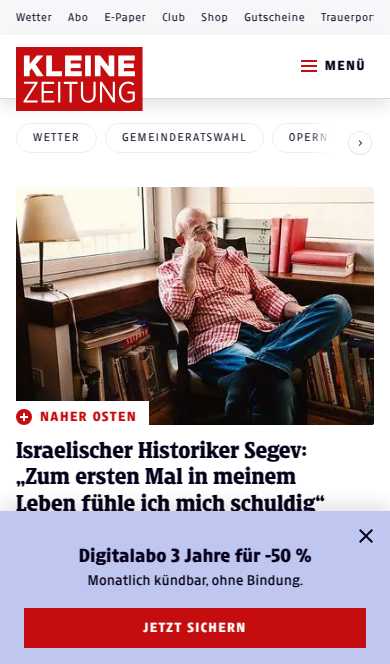 Wetter Abo E-Paper Club Shop Gutscheine Trauerpor
KLEINE
ZEITUNG
MENÜ
WETTER GEMEINDERATSWAHL OPERN
NAHER OSTEN
Israelischer Historiker Segev:
„Zum ersten Mal in meinem
Leben fühle ich mich schuldig“
Digitalabo 3 Jahre für -50 %
Monatlich kündbar, ohne Bindung.
JETZT SICHERN